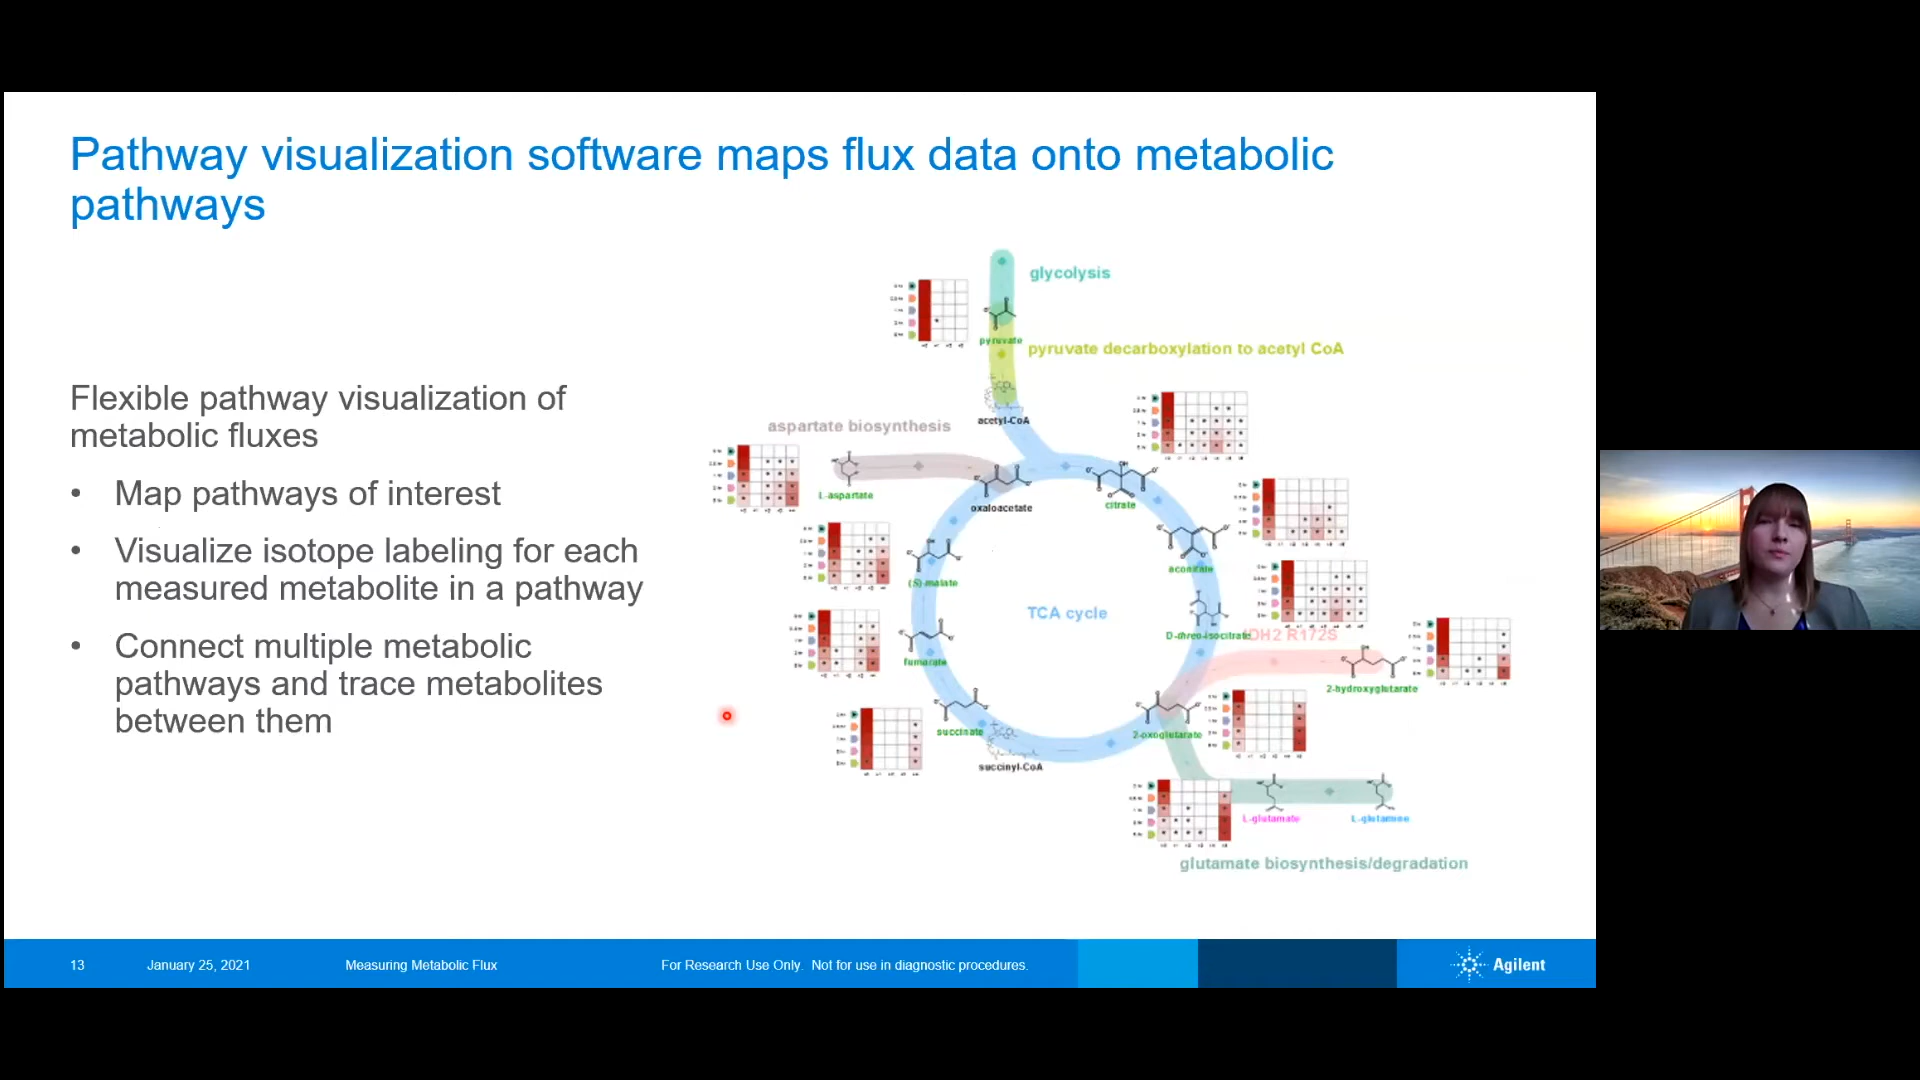 Pathway visualization software maps flux data onto metabolic
pathways
Flexible pathway visualization of
metabolic fluxes
• Map pathways of interest
• Visualize isotope labeling for each
measured metabolite in a pathway
• Connect multiple metabolic
pathways and trace metabolites
between them
glycolysis
pyruvate
pyruvate decarboxylation to acetyl CoA
acetyl-CoA
aspartate biosynthesis
L-aspartate
oxaloacetate
citrate
(S)-malate
aconitate
TCA cycle
D-threo-isocitrate
IDH2 R172S
fumarate
2-hydroxyglutarate
succinate
2-oxoglutarate
succinyl-CoA
L-glutamate
L-glutamine
glutamate biosynthesis/degradation
13
January 25, 2021
Measuring Metabolic Flux
For Research Use Only. Not for use in diagnostic procedures.
Agilent